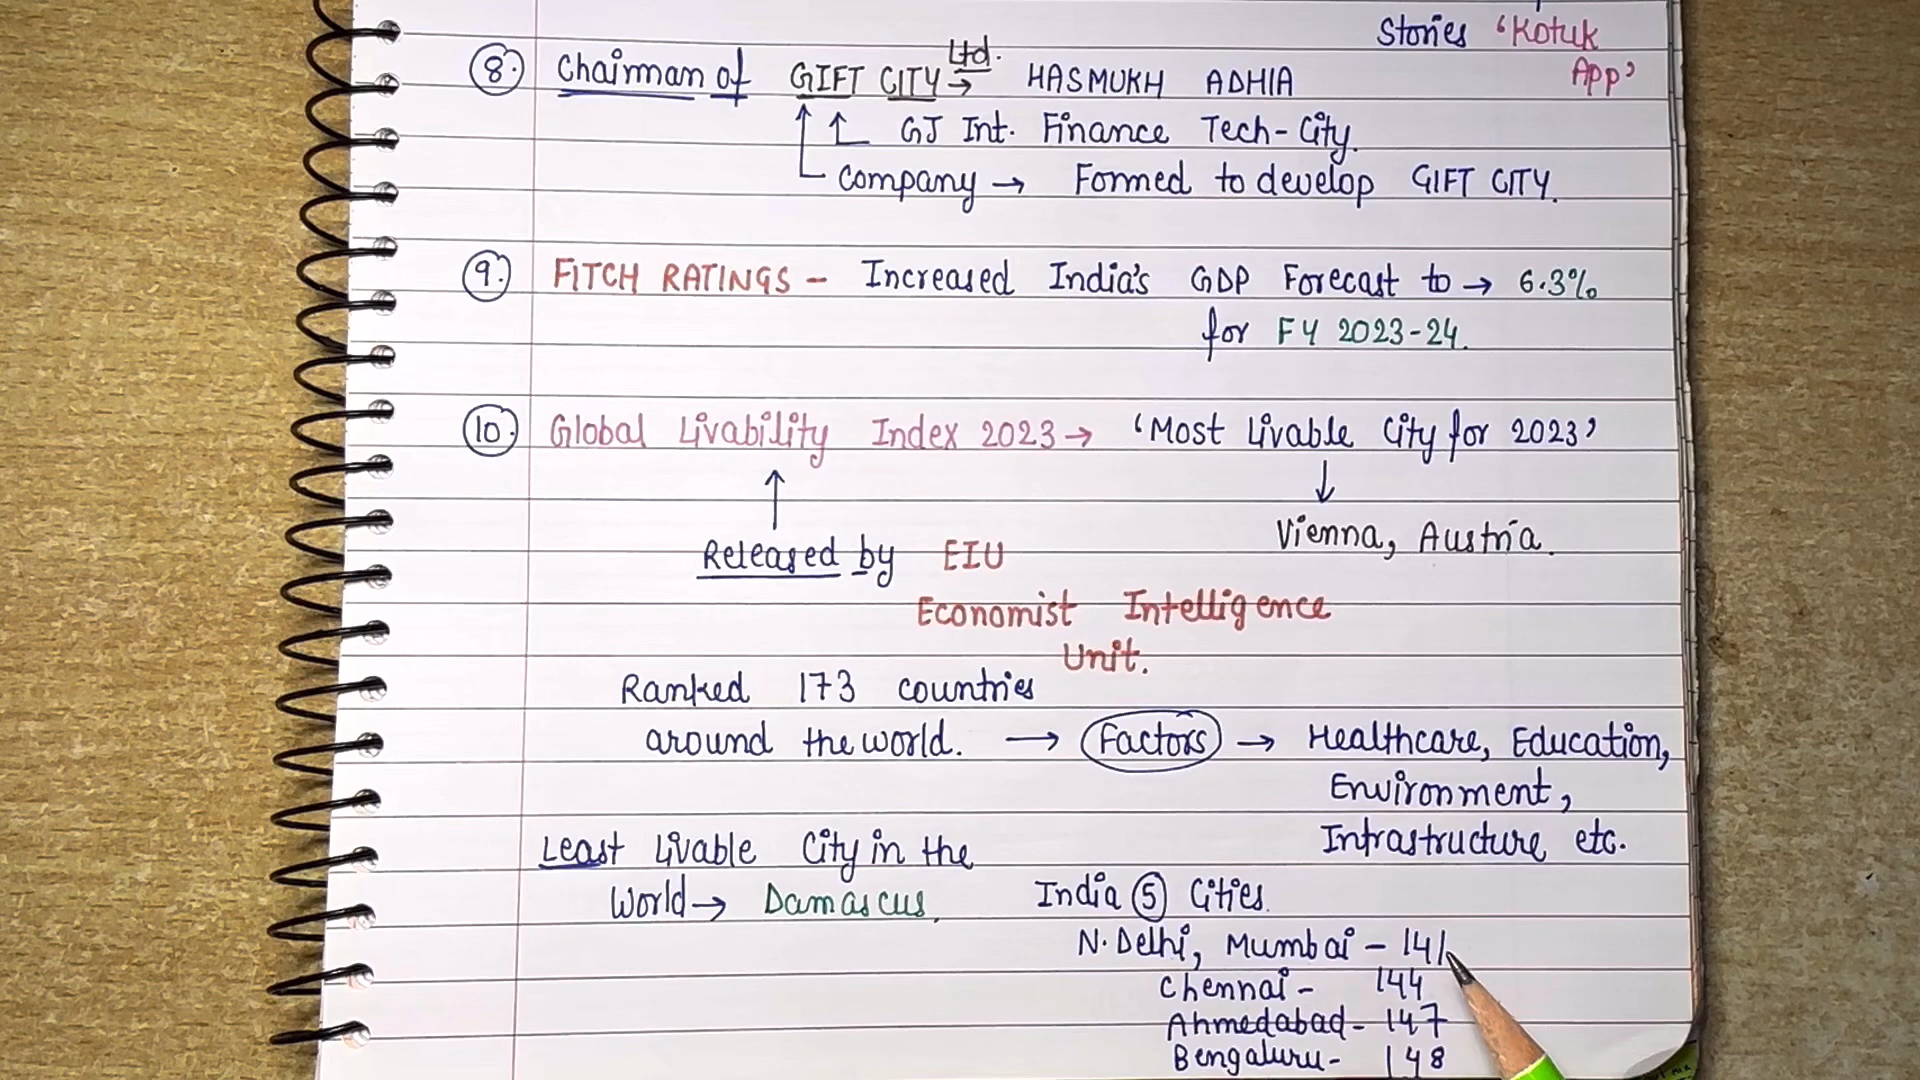 Stories 'Kotuk
App'
8. Chairman of GIFT CITY Ltd. → HASMUKH ADHIA
↑ GJ Int. Finance Tech-City.
Company → Formed to develop GIFT CITY.
9. FITCH RATINGS - Increased India's GDP Forecast to → 6.3%
for FY 2023-24.
10. Global Livability Index 2023 → 'Most Livable City for 2023'
↑ ↓
Vienna, Austria.
Released by EIU
Economist Intelligence
Unit.
Ranked 173 countries
around the world. → Factors → Healthcare, Education,
Environment,
Infrastructure etc.
Least Livable City in the
World → Damascus.
India 5 Cities.
N. Delhi, Mumbai - 141
Chennai - 144
Ahmedabad - 147
Bengaluru - 148